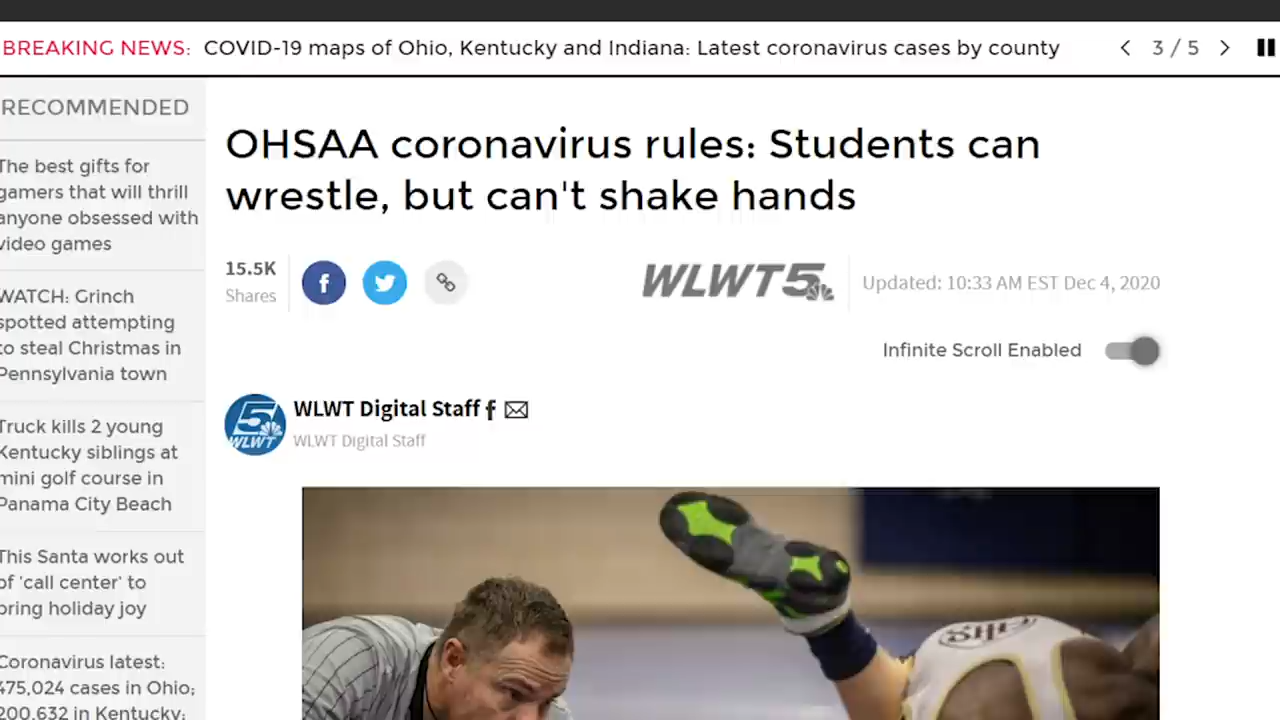 BREAKING NEWS: COVID-19 maps of Ohio, Kentucky and Indiana: Latest coronavirus cases by county
3 / 5
RECOMMENDED
The best gifts for
gamers that will thrill
anyone obsessed with
video games
WATCH: Grinch
spotted attempting
to steal Christmas in
Pennsylvania town
Truck kills 2 young
Kentucky siblings at
mini golf course in
Panama City Beach
This Santa works out
of 'call center' to
bring holiday joy
Coronavirus latest:
475,024 cases in Ohio;
200,632 in Kentucky;
OHSAA coronavirus rules: Students can
wrestle, but can't shake hands
15.5K
Shares
WLWT5
Updated: 10:33 AM EST Dec 4, 2020
Infinite Scroll Enabled
5
WLWT
WLWT Digital Staff
WLWT Digital Staff